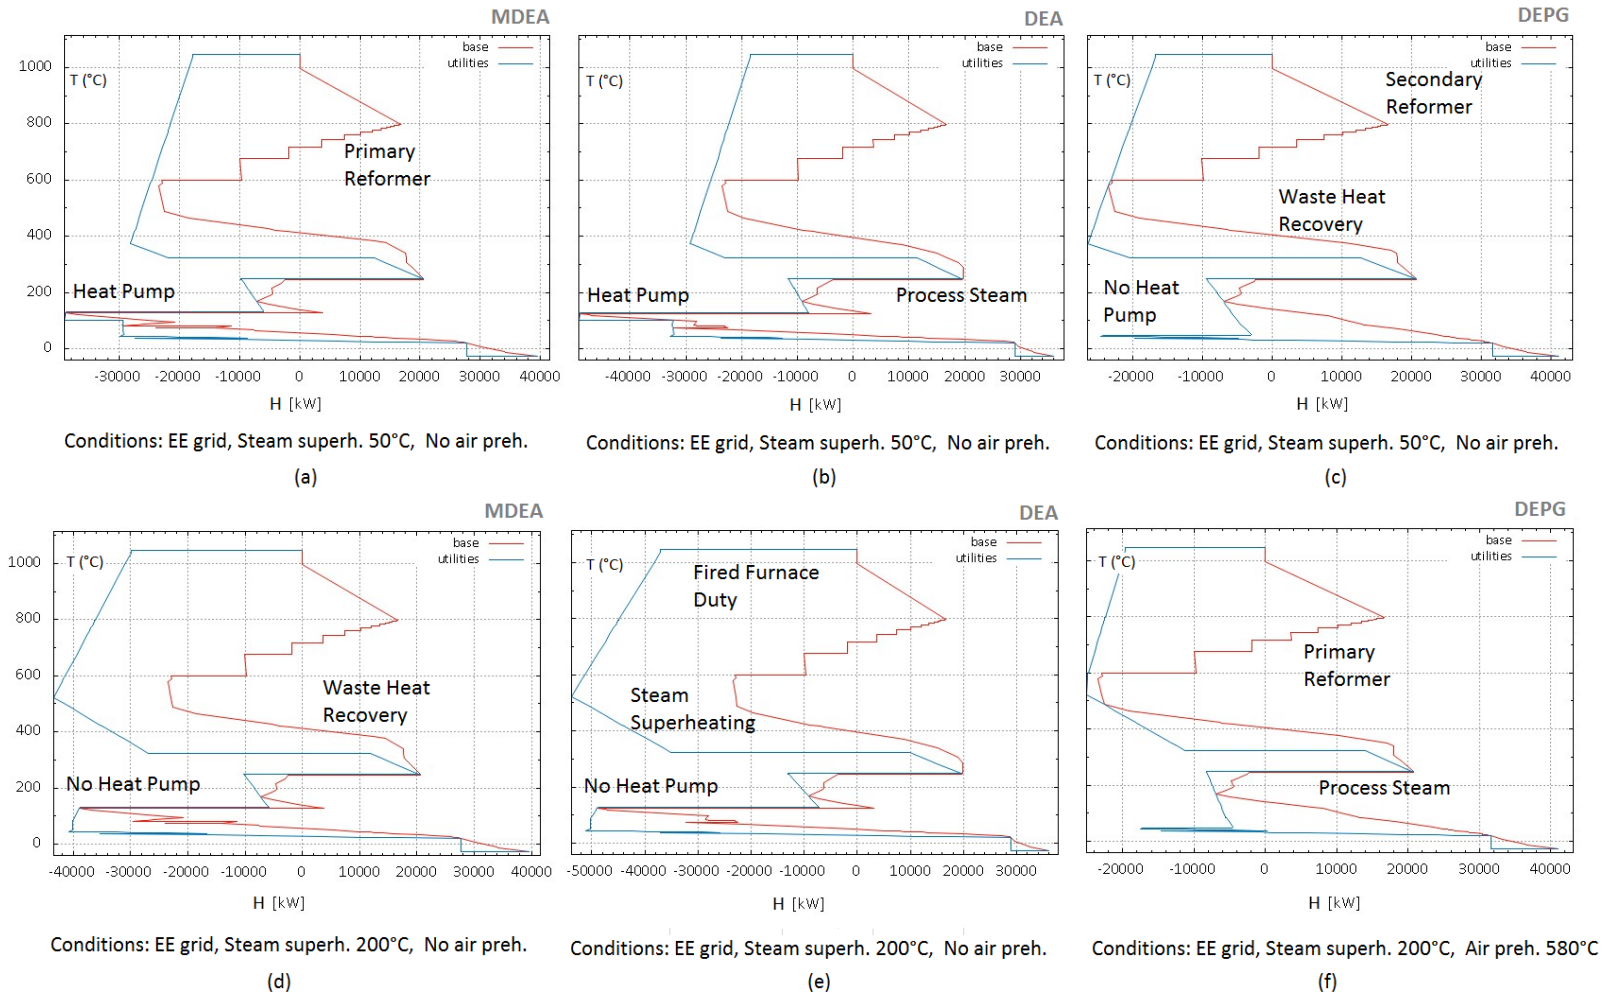 MDEA
base
utilities
T (°C)
1000
800
600
400
200
0
Primary
Reformer
Heat Pump
-30000 -20000 -10000 0 10000 20000 30000 40000
H [kW]
Conditions: EE grid, Steam superh. 50°C, No air preh.
(a)
DEA
base
utilities
T (°C)
Heat Pump
Process Steam
-40000 -30000 -20000 -10000 0 10000 20000 30000
H [kW]
Conditions: EE grid, Steam superh. 50°C, No air preh.
(b)
DEPG
base
utilities
T (°C)
Secondary
Reformer
Waste Heat
Recovery
No Heat
Pump
-20000 -10000 0 10000 20000 30000 40000
H [kW]
Conditions: EE grid, Steam superh. 50°C, No air preh.
(c)
MDEA
base
utilities
T (°C)
1000
800
600
400
200
0
Waste Heat
Recovery
No Heat Pump
-40000 -30000 -20000 -10000 0 10000 20000 30000 40000
H [kW]
Conditions: EE grid, Steam superh. 200°C, No air preh.
(d)
DEA
base
utilities
T (°C)
Fired Furnace
Duty
Steam
Superheating
No Heat Pump
-50000 -40000 -30000 -20000 -10000 0 10000 20000 30000
H [kW]
Conditions: EE grid, Steam superh. 200°C, No air preh.
(e)
DEPG
base
utilities
T (°C)
Primary
Reformer
Process Steam
-20000 -10000 0 10000 20000 30000 40000
H [kW]
Conditions: EE grid, Steam superh. 200°C, Air preh. 580°C
(f)